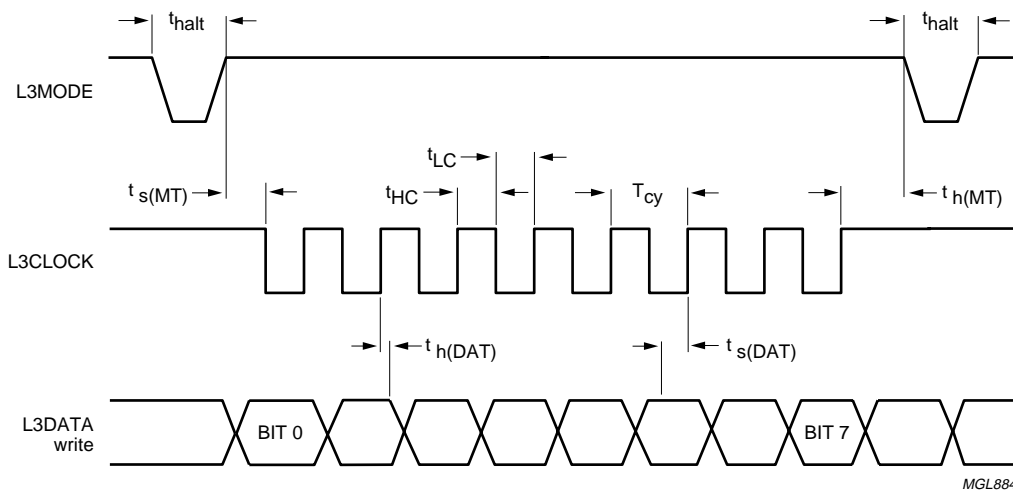 thalt
thalt
L3MODE
tLC
ts(MT)
tHC
Tcy
th(MT)
L3CLOCK
th(DAT)
ts(DAT)
L3DATA
write
BIT 0
BIT 7
MGL884